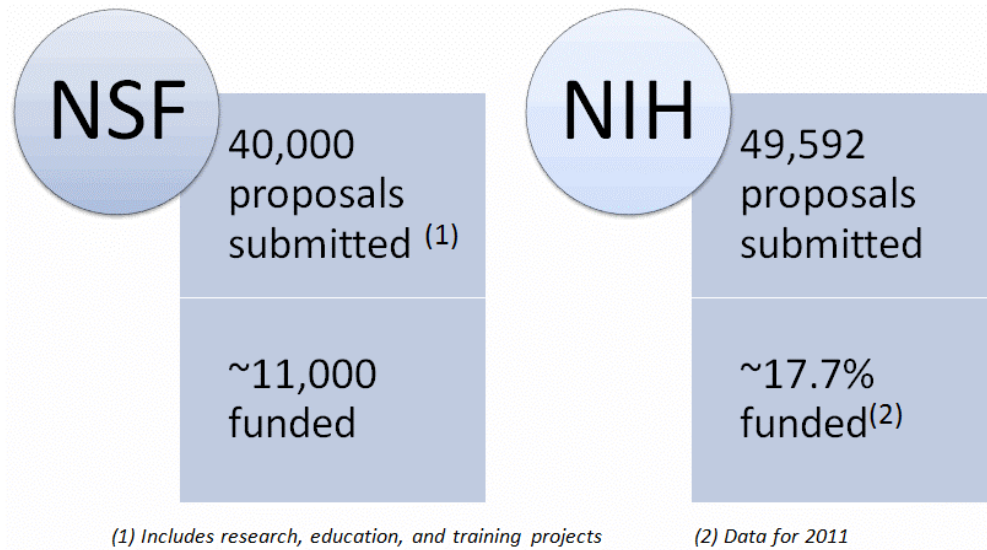 NSF
40,000
proposals
submitted (1)
~11,000
funded
NIH
49,592
proposals
submitted
~17.7%
funded(2)
(1) Includes research, education, and training projects
(2) Data for 2011